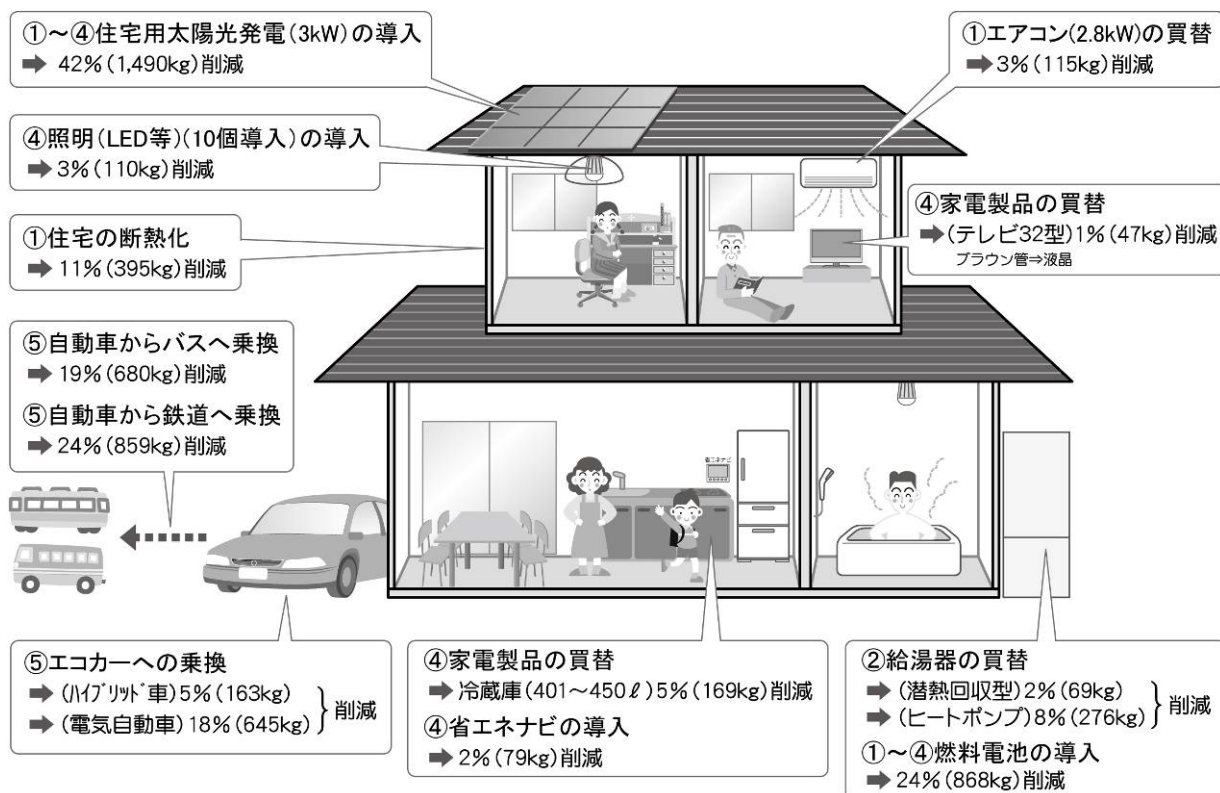 ①～④住宅用太陽光発電(3kW)の導入
➡ 42%(1,490kg)削減
①エアコン(2.8kW)の買替
➡3%(115kg)削減
④照明(LED等)(10個導入)の導入
➡3%(110kg)削減
④家電製品の買替
➡(テレビ32型)1%(47kg)削減
ブラウン管⇒液晶
①住宅の断熱化
➡ 11%(395kg)削減
⑤自動車からバスへ乗換
➡ 19%(680kg)削減
⑤自動車から鉄道へ乗換
➡ 24%(859kg)削減
省エネナビ
⑤エコカーへの乗換
➡ (ﾊｲﾌﾞﾘｯﾄﾞ車)5%(163kg)
➡ (電気自動車)18%(645kg)
削減
④家電製品の買替
➡冷蔵庫(401～450ℓ)5%(169kg)削減
④省エネナビの導入
➡2%(79kg)削減
②給湯器の買替
➡ (潜熱回収型)2%(69kg)
➡ (ヒートポンプ)8%(276kg)
削減
①～④燃料電池の導入
➡24%(868kg)削減